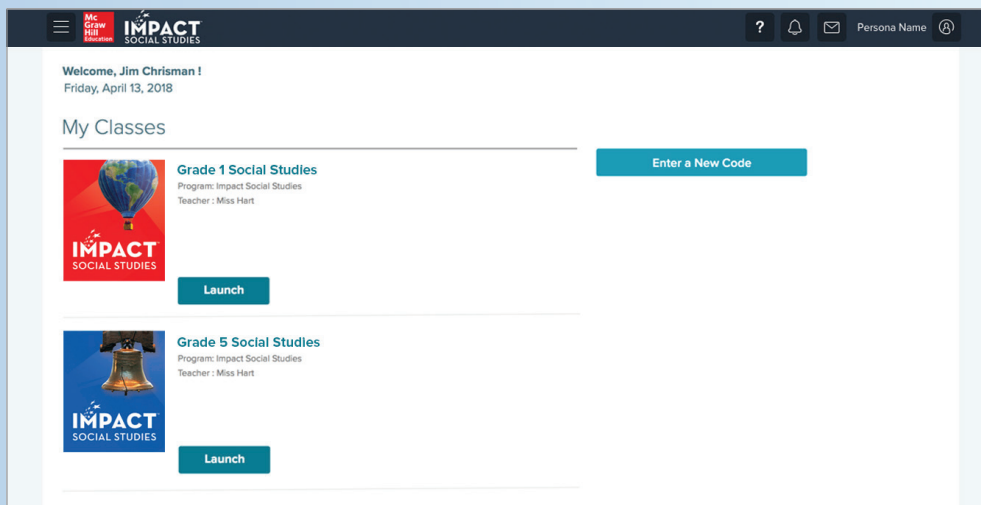 Mc
Graw
Hill
Education
IMPACT
SOCIAL STUDIES
?
Persona Name
Welcome, Jim Chrisman !
Friday, April 13, 2018
My Classes
Enter a New Code
IMPACT
SOCIAL STUDIES
Grade 1 Social Studies
Program: Impact Social Studies
Teacher : Miss Hart
Launch
IMPACT
SOCIAL STUDIES
Grade 5 Social Studies
Program: Impact Social Studies
Teacher : Miss Hart
Launch